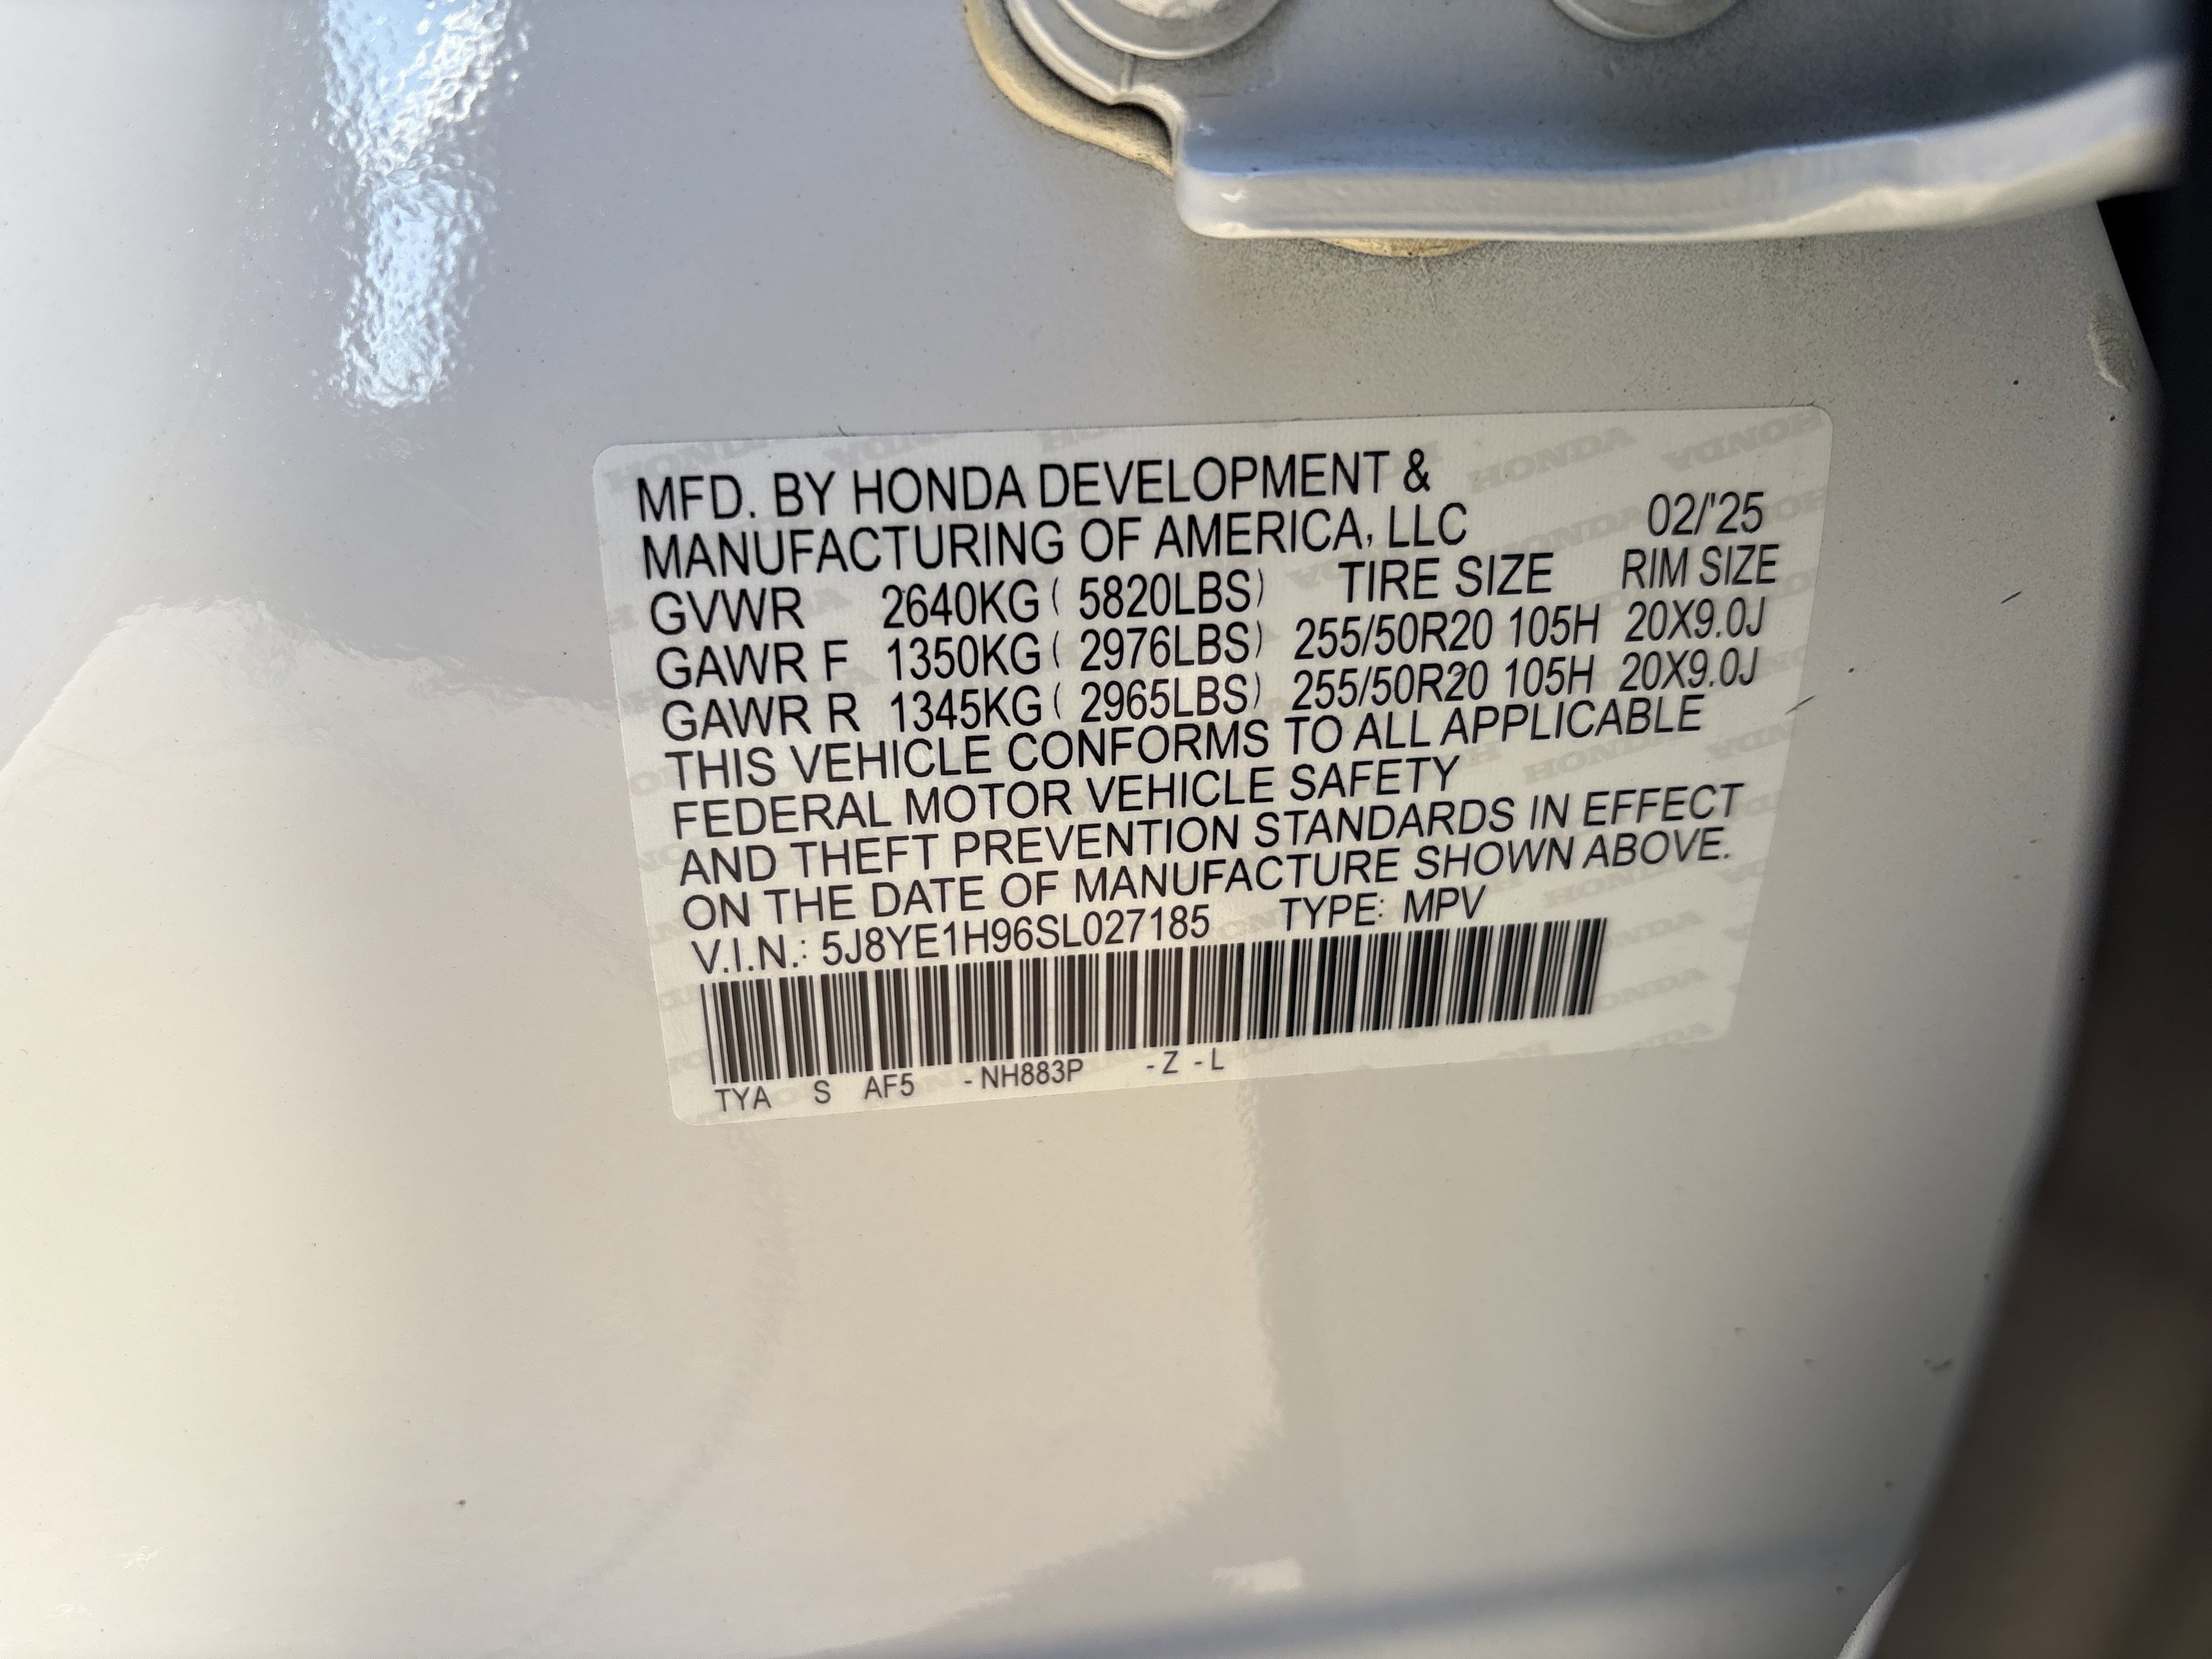 MFD. BY HONDA DEVELOPMENT &
MANUFACTURING OF AMERICA, LLC 02/'25
GVWR 2640KG ( 5820LBS) TIRE SIZE RIM SIZE
GAWR F 1350KG ( 2976LBS) 255/50R20 105H 20X9.0J
GAWR R 1345KG ( 2965LBS) 255/50R20 105H 20X9.0J
THIS VEHICLE CONFORMS TO ALL APPLICABLE
FEDERAL MOTOR VEHICLE SAFETY
AND THEFT PREVENTION STANDARDS IN EFFECT
ON THE DATE OF MANUFACTURE SHOWN ABOVE.
V.I.N.: 5J8YE1H96SL027185 TYPE: MPV
TYA S AF5 - NH883P - Z - L